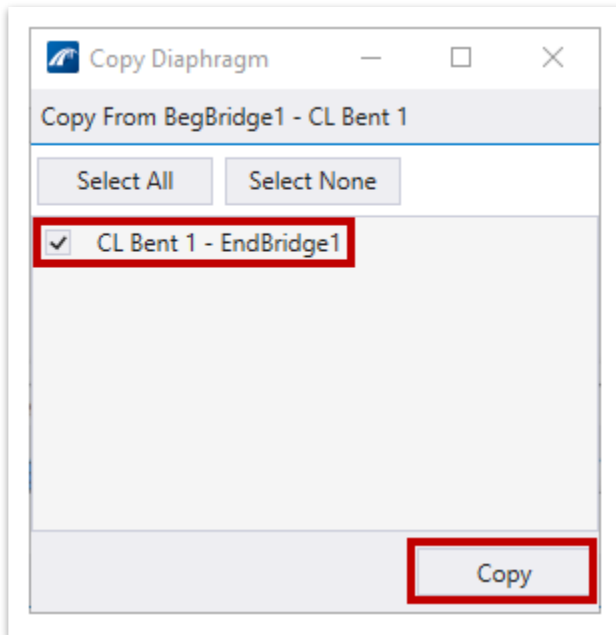 Copy Diaphragm
Copy From BegBridge1 - CL Bent 1
Select All Select None
CL Bent 1 - EndBridge1
Copy